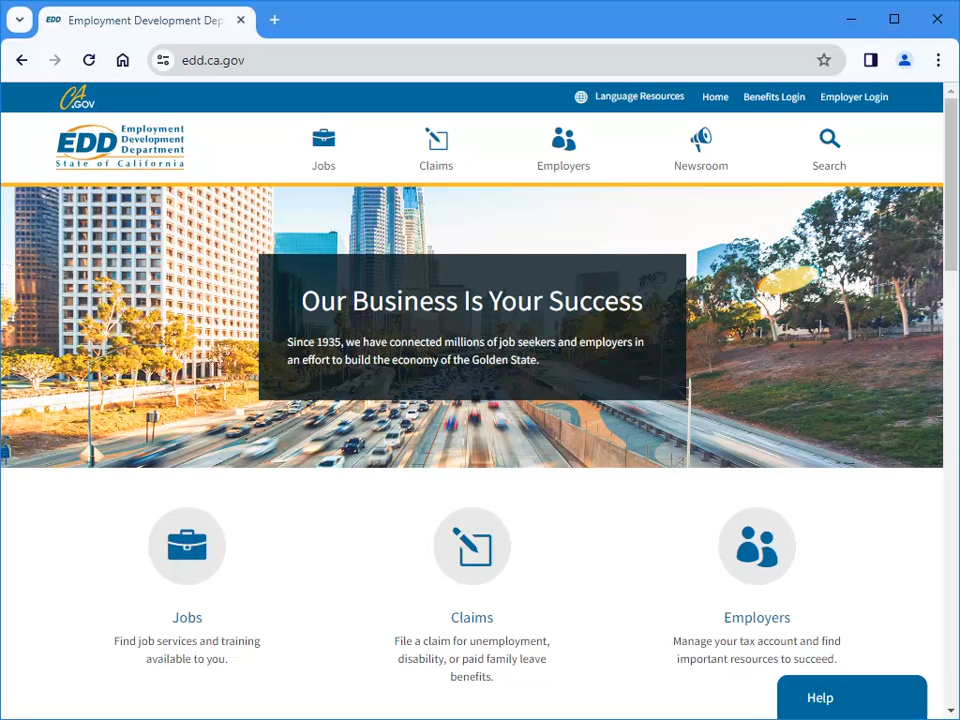 EDD Employment Development Dep
edd.ca.gov
CA.GOV
Language Resources Home Benefits Login Employer Login
EDD Employment
Development
Department
State of California
Jobs Claims Employers Newsroom Search
Our Business Is Your Success
Since 1935, we have connected millions of job seekers and employers in
an effort to build the economy of the Golden State.
Jobs
Find job services and training
available to you.
Claims
File a claim for unemployment,
disability, or paid family leave
benefits.
Employers
Manage your tax account and find
important resources to succeed.
Help